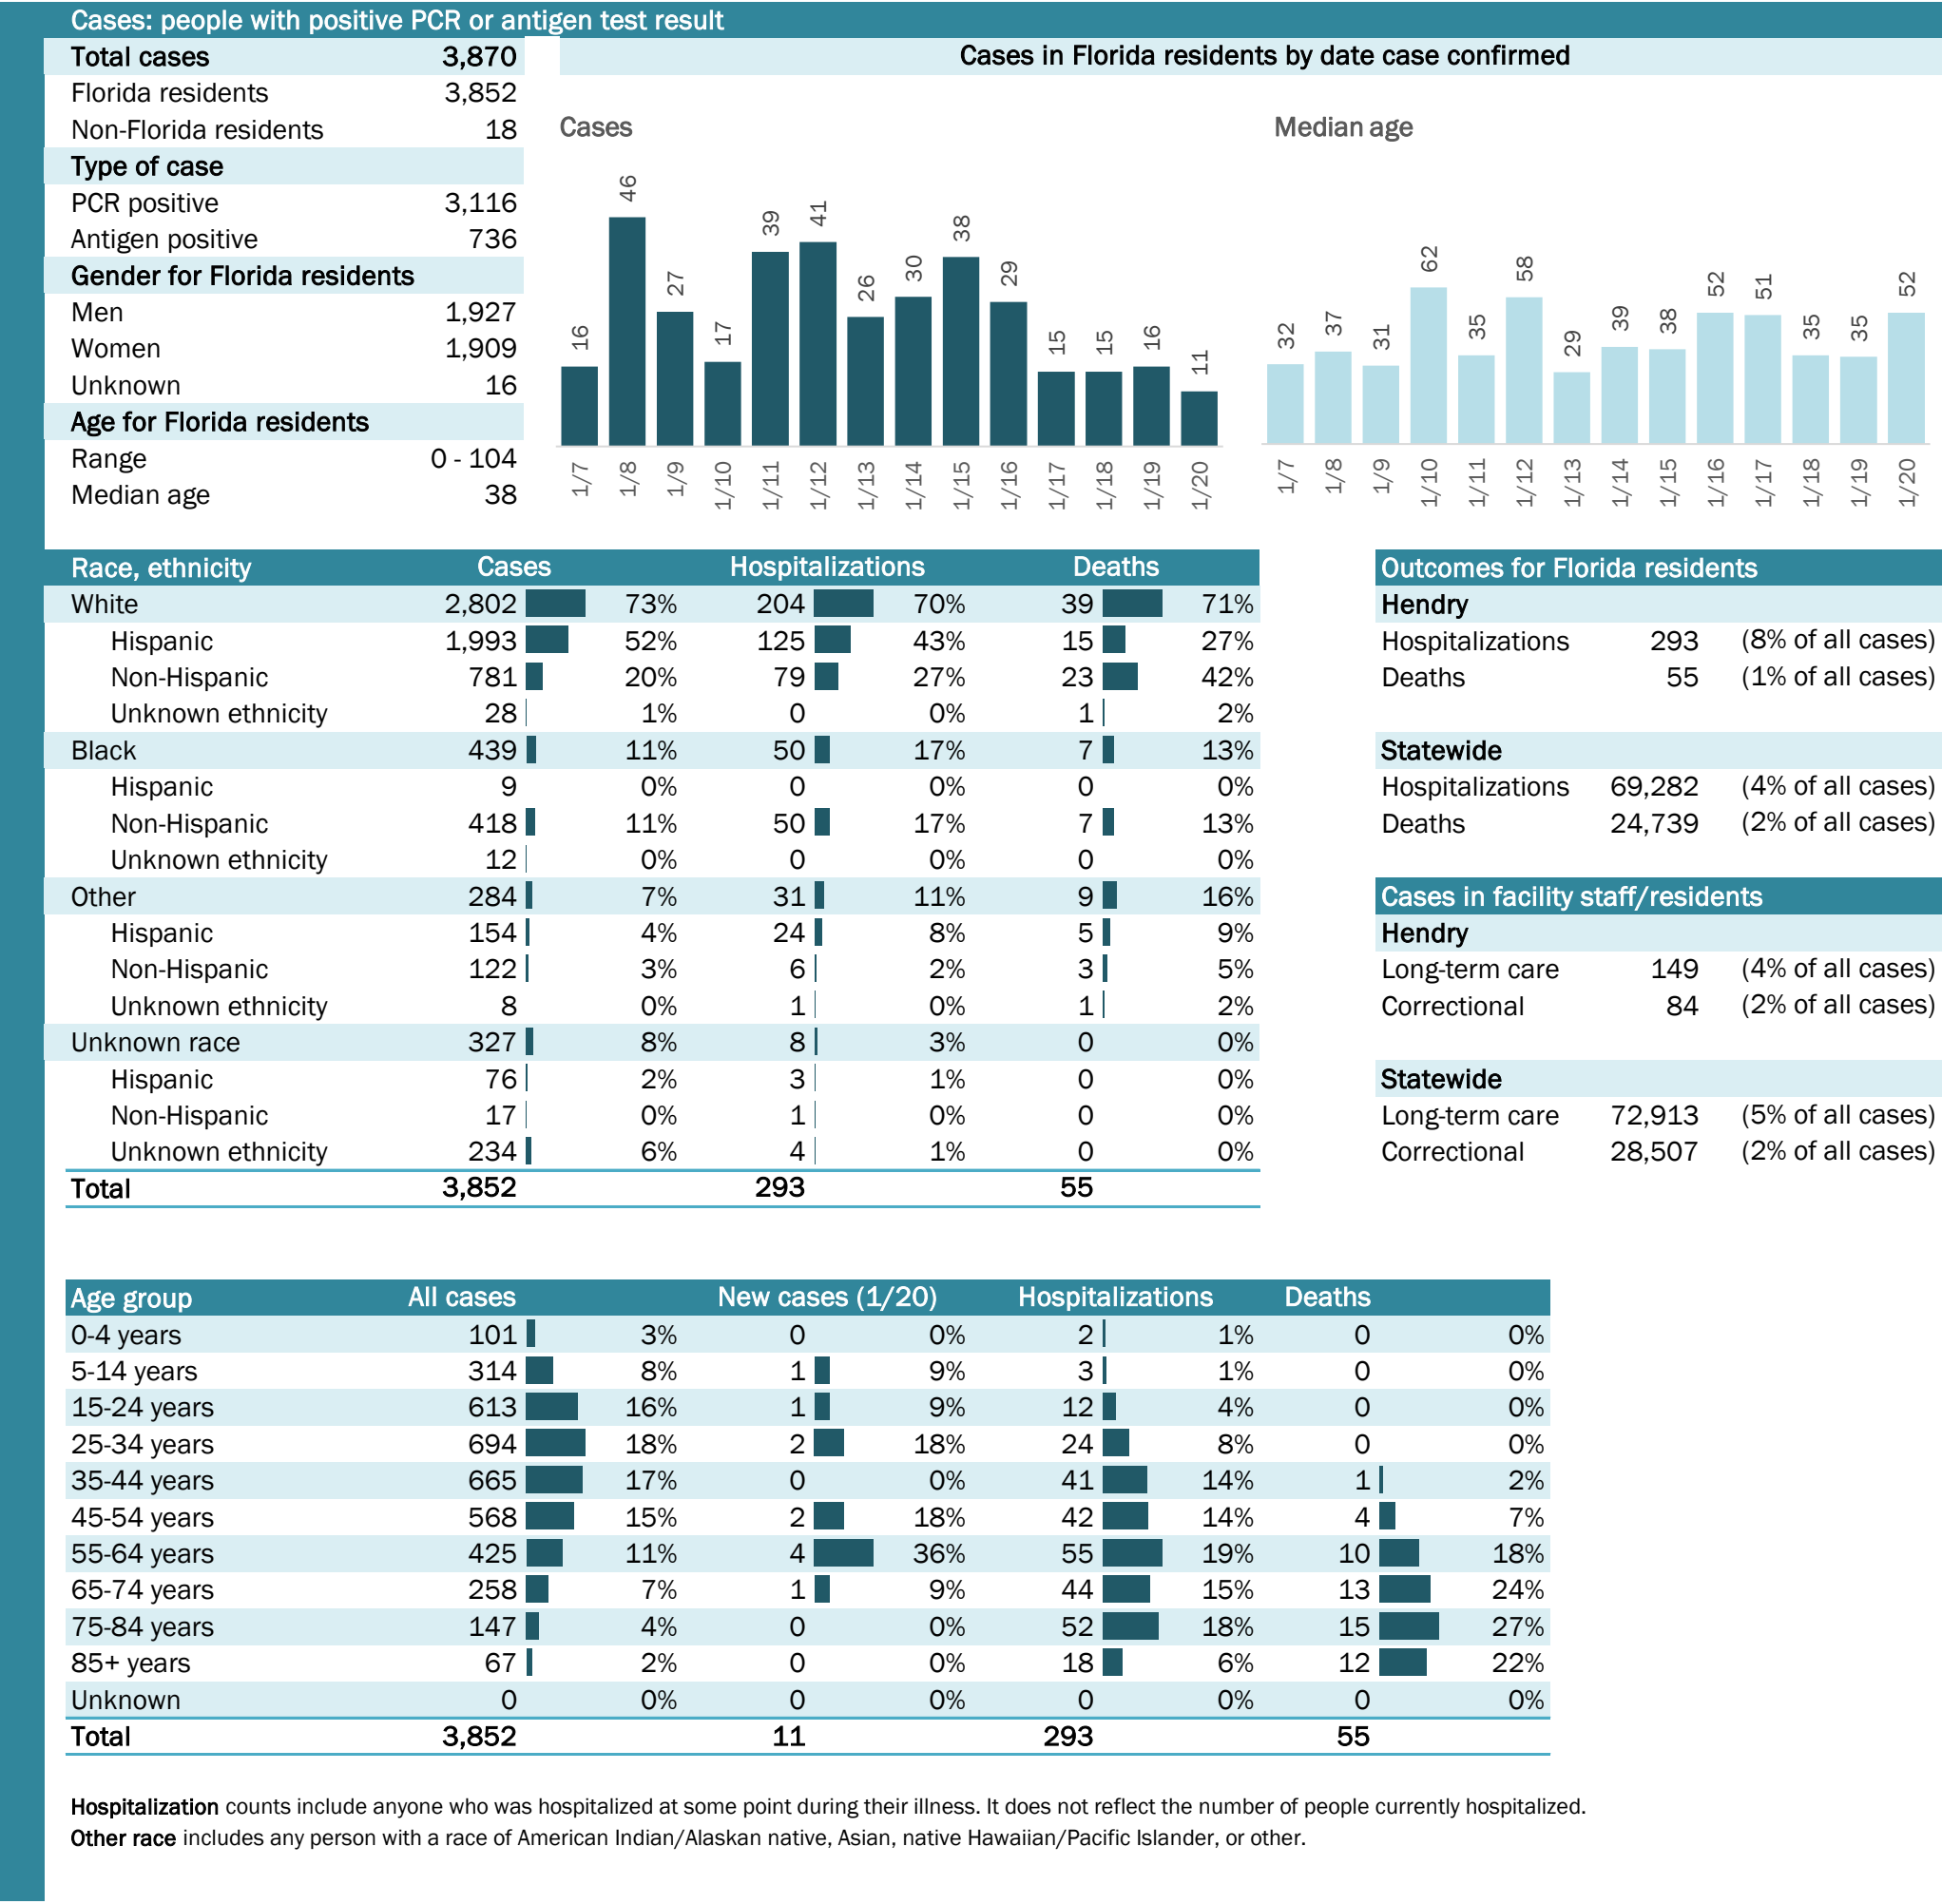 Cases: people with positive PCR or antigen test result
Total cases 3,870
Florida residents 3,852
Non-Florida residents 18
Type of case
PCR positive 3,116
Antigen positive 736
Gender for Florida residents
Men 1,927
Women 1,909
Unknown 16
Age for Florida residents
Range 0 - 104
Median age 38
Cases in Florida residents by date case confirmed
Cases
16 46 27 17 39 41 26 30 38 29 15 15 16 11
1/7 1/8 1/9 1/10 1/11 1/12 1/13 1/14 1/15 1/16 1/17 1/18 1/19 1/20
Median age
32 37 31 62 35 58 29 39 38 52 51 35 35 52
1/7 1/8 1/9 1/10 1/11 1/12 1/13 1/14 1/15 1/16 1/17 1/18 1/19 1/20
Race, ethnicity Cases Hospitalizations Deaths
White 2,802 73% 204 70% 39 71%
Hispanic 1,993 52% 125 43% 15 27%
Non-Hispanic 781 20% 79 27% 23 42%
Unknown ethnicity 28 1% 0 0% 1 2%
Black 439 11% 50 17% 7 13%
Hispanic 9 0% 0 0% 0 0%
Non-Hispanic 418 11% 50 17% 7 13%
Unknown ethnicity 12 0% 0 0% 0 0%
Other 284 7% 31 11% 9 16%
Hispanic 154 4% 24 8% 5 9%
Non-Hispanic 122 3% 6 2% 3 5%
Unknown ethnicity 8 0% 1 0% 1 2%
Unknown race 327 8% 8 3% 0 0%
Hispanic 76 2% 3 1% 0 0%
Non-Hispanic 17 0% 1 0% 0 0%
Unknown ethnicity 234 6% 4 1% 0 0%
Total 3,852 293 55
Outcomes for Florida residents
Hendry
Hospitalizations 293 (8% of all cases)
Deaths 55 (1% of all cases)
Statewide
Hospitalizations 69,282 (4% of all cases)
Deaths 24,739 (2% of all cases)
Cases in facility staff/residents
Hendry
Long-term care 149 (4% of all cases)
Correctional 84 (2% of all cases)
Statewide
Long-term care 72,913 (5% of all cases)
Correctional 28,507 (2% of all cases)
Age group All cases New cases (1/20) Hospitalizations Deaths
0-4 years 101 3% 0 0% 2 1% 0 0%
5-14 years 314 8% 1 9% 3 1% 0 0%
15-24 years 613 16% 1 9% 12 4% 0 0%
25-34 years 694 18% 2 18% 24 8% 0 0%
35-44 years 665 17% 0 0% 41 14% 1 2%
45-54 years 568 15% 2 18% 42 14% 4 7%
55-64 years 425 11% 4 36% 55 19% 10 18%
65-74 years 258 7% 1 9% 44 15% 13 24%
75-84 years 147 4% 0 0% 52 18% 15 27%
85+ years 67 2% 0 0% 18 6% 12 22%
Unknown 0 0% 0 0% 0 0% 0 0%
Total 3,852 11 293 55
Hospitalization counts include anyone who was hospitalized at some point during their illness. It does not reflect the number of people currently hospitalized.
Other race includes any person with a race of American Indian/Alaskan native, Asian, native Hawaiian/Pacific Islander, or other.